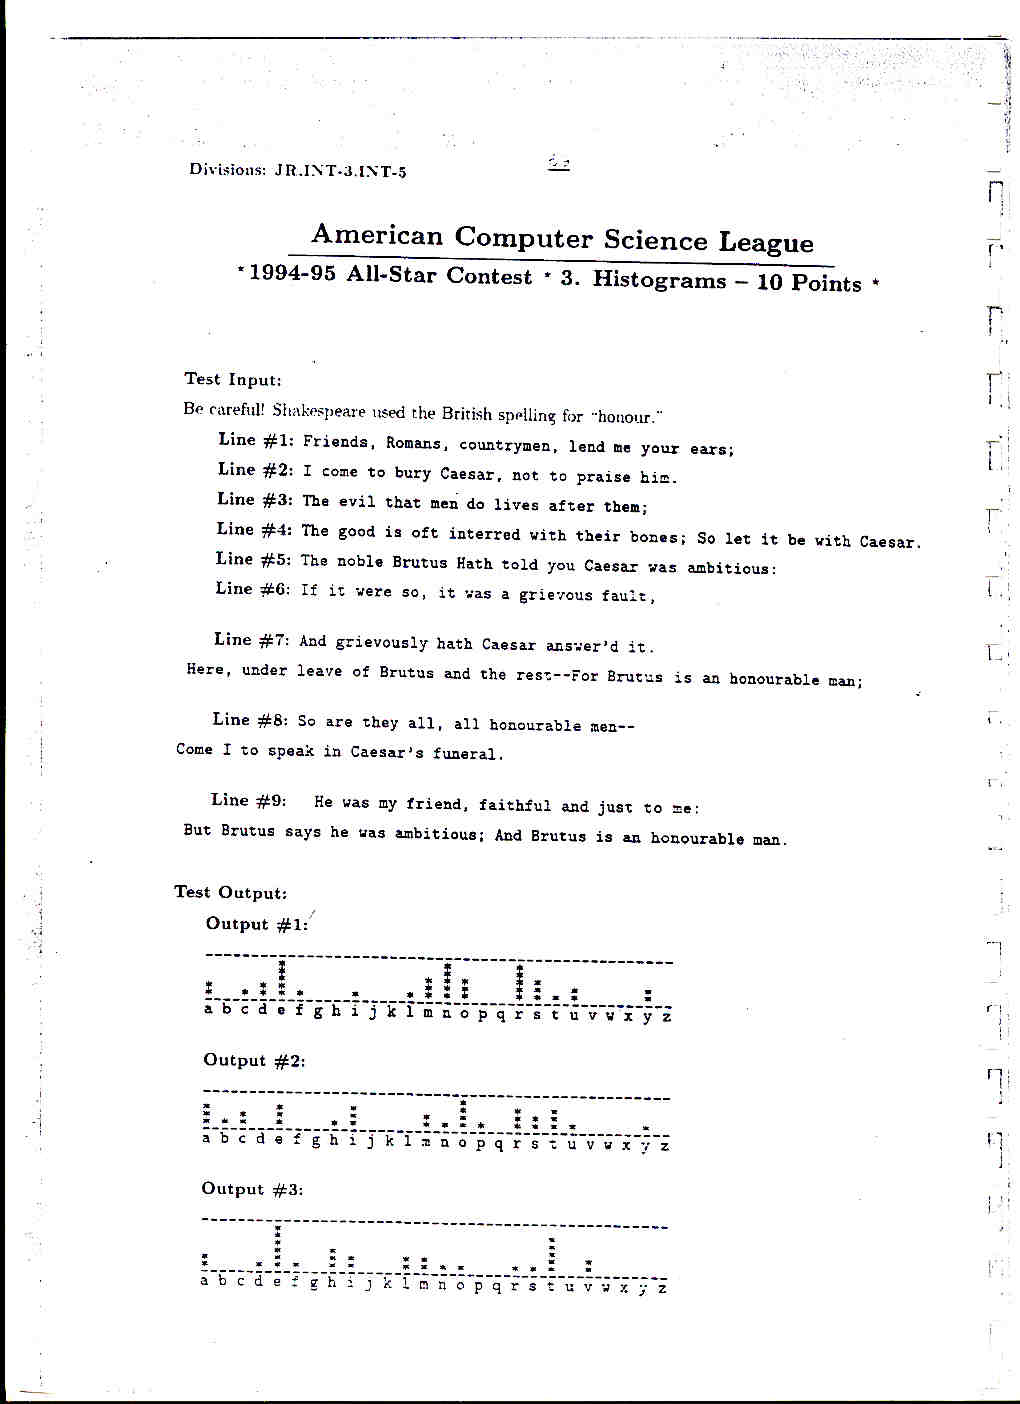 Divisions: JR.INT-3.INT-5
American Computer Science League
* 1994-95 All-Star Contest * 3. Histograms – 10 Points *
Test Input:
Be careful! Shakespeare used the British spelling for "honour."
Line #1: Friends, Romans, countrymen, lend me your ears;
Line #2: I come to bury Caesar, not to praise him.
Line #3: The evil that men do lives after them;
Line #4: The good is oft interred with their bones; So let it be with Caesar.
Line #5: The noble Brutus Hath told you Caesar was ambitious:
Line #6: If it were so, it was a grievous fault,
Line #7: And grievously hath Caesar answer'd it.
Here, under leave of Brutus and the rest--For Brutus is an honourable man;
Line #8: So are they all, all honourable men--
Come I to speak in Caesar's funeral.
Line #9: He was my friend, faithful and just to me:
But Brutus says he was ambitious; And Brutus is an honourable man.
Test Output:
Output #1:
a b c d e f g h i j k l m n o p q r s t u v w x y z
Output #2:
a b c d e f g h i j k l m n o p q r s t u v w x y z
Output #3:
a b c d e f g h i j k l m n o p q r s t u v w x y z